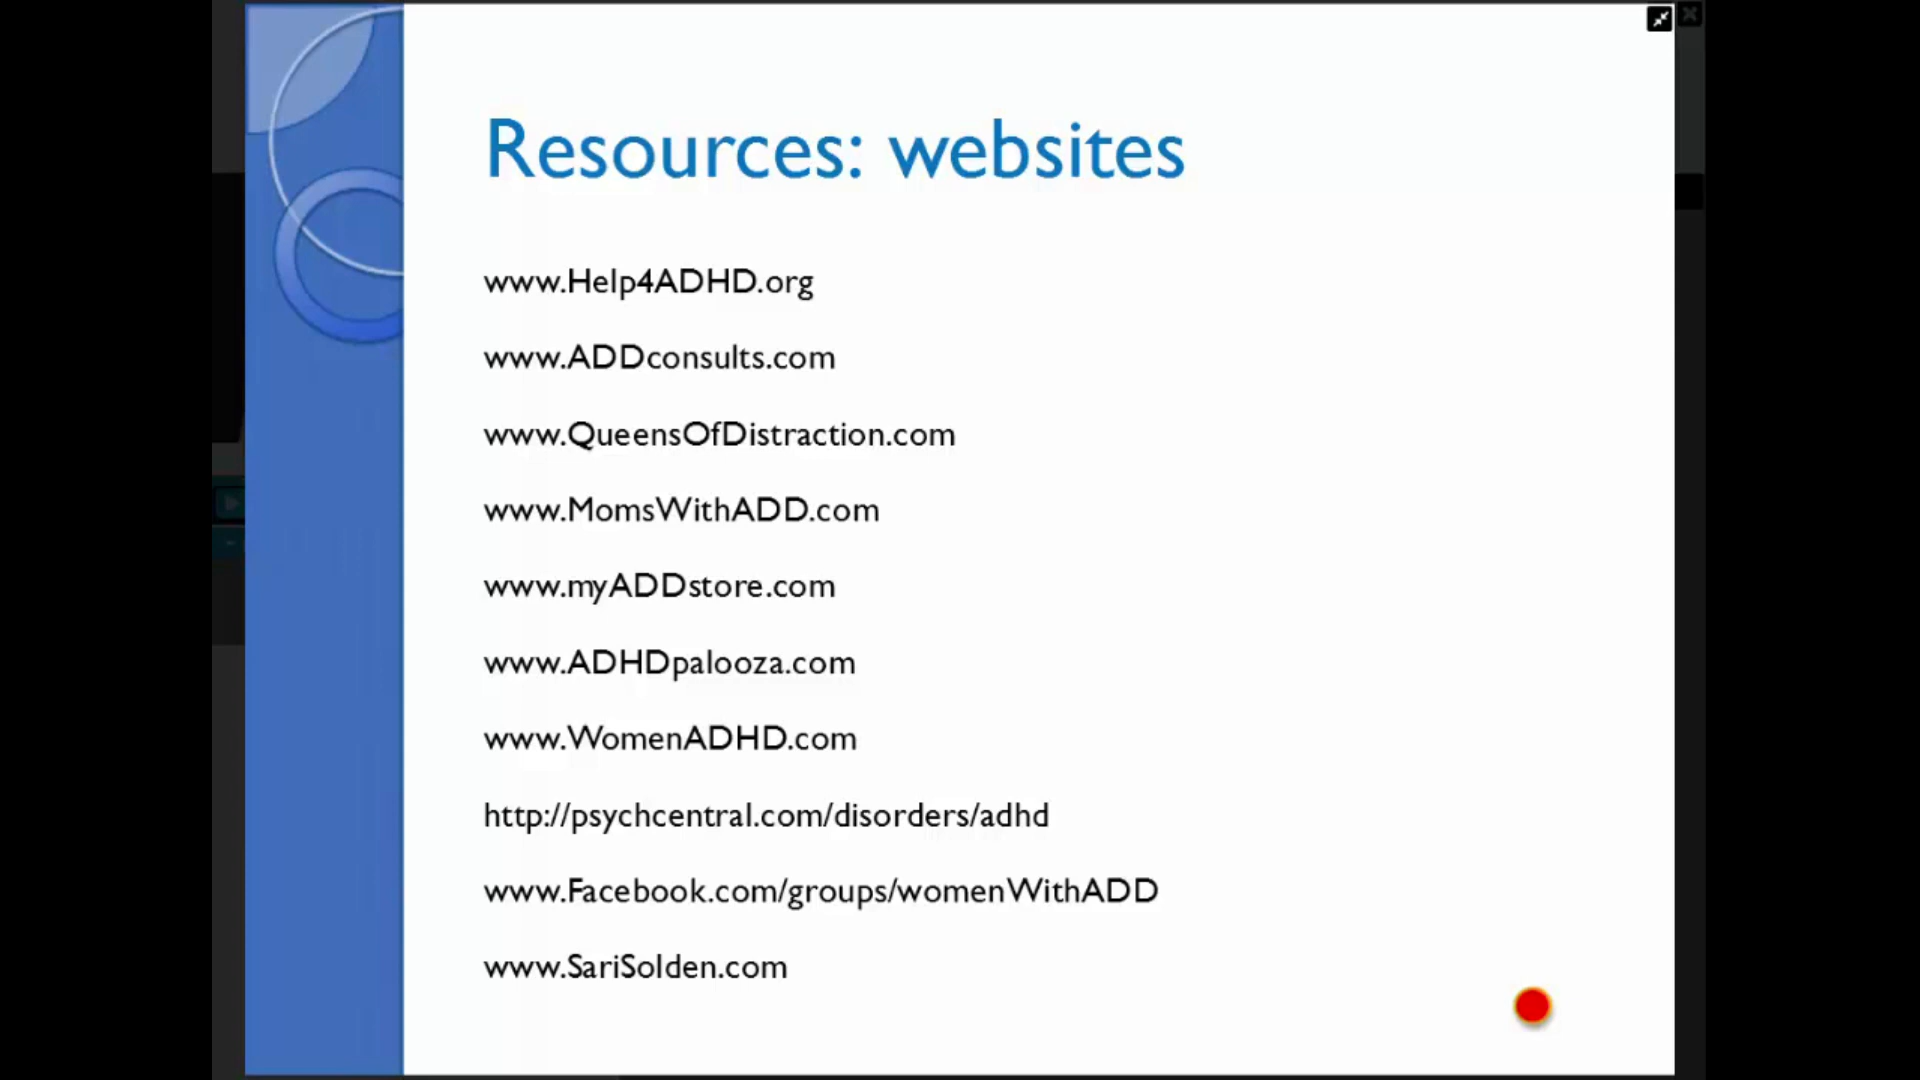 Resources: websites
www.Help4ADHD.org
www.ADDconsults.com
www.QueensOfDistraction.com
www.MomsWithADD.com
www.myADDstore.com
www.ADHDpalooza.com
www.WomenADHD.com
http://psychcentral.com/disorders/adhd
www.Facebook.com/groups/womenWithADD
www.SariSolden.com